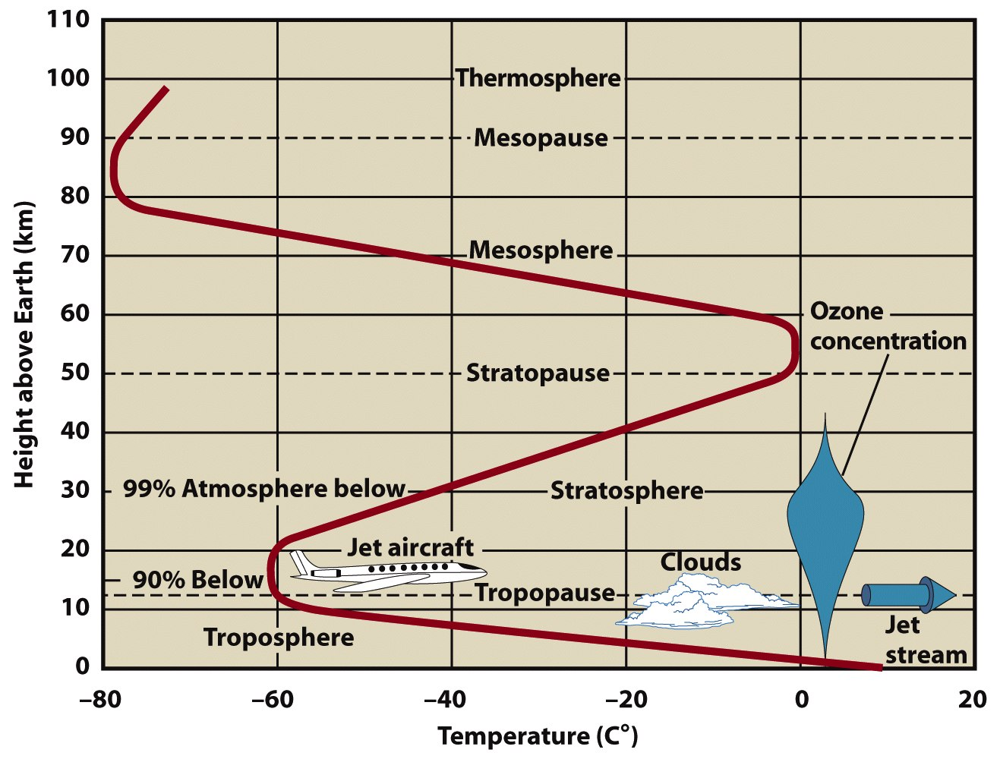 110
100
90
80
70
60
50
40
30
20
10
0
Height above Earth (km)
Thermosphere
Mesopause
Mesosphere
Ozone
concentration
Stratopause
99% Atmosphere below
Stratosphere
Jet aircraft
Clouds
90% Below
Tropopause
Jet
stream
Troposphere
–80
–60
–40
–20
0
20
Temperature (C°)